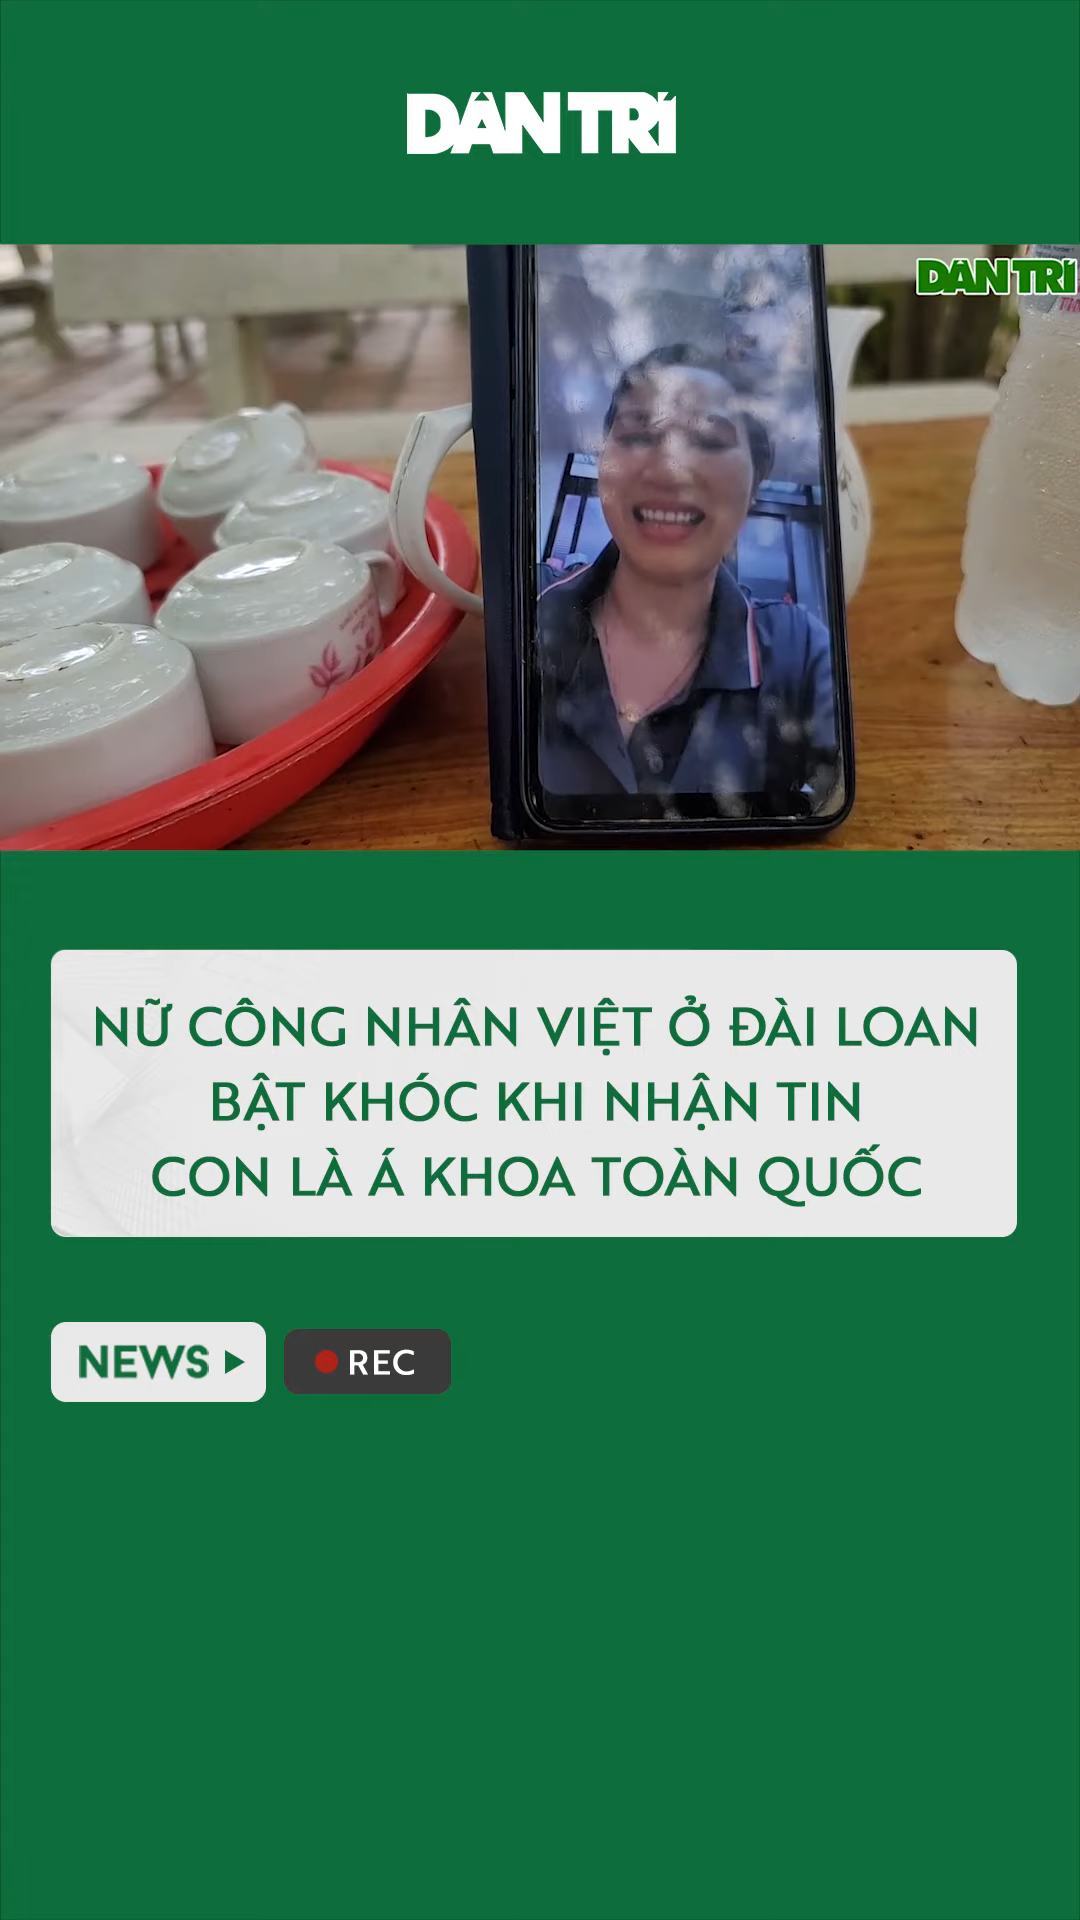 DÂN TRÍ
DÂN TRÍ
NỮ CÔNG NHÂN VIỆT Ở ĐÀI LOAN
BẬT KHÓC KHI NHẬN TIN
CON LÀ Á KHOA TOÀN QUỐC
NEWS
REC